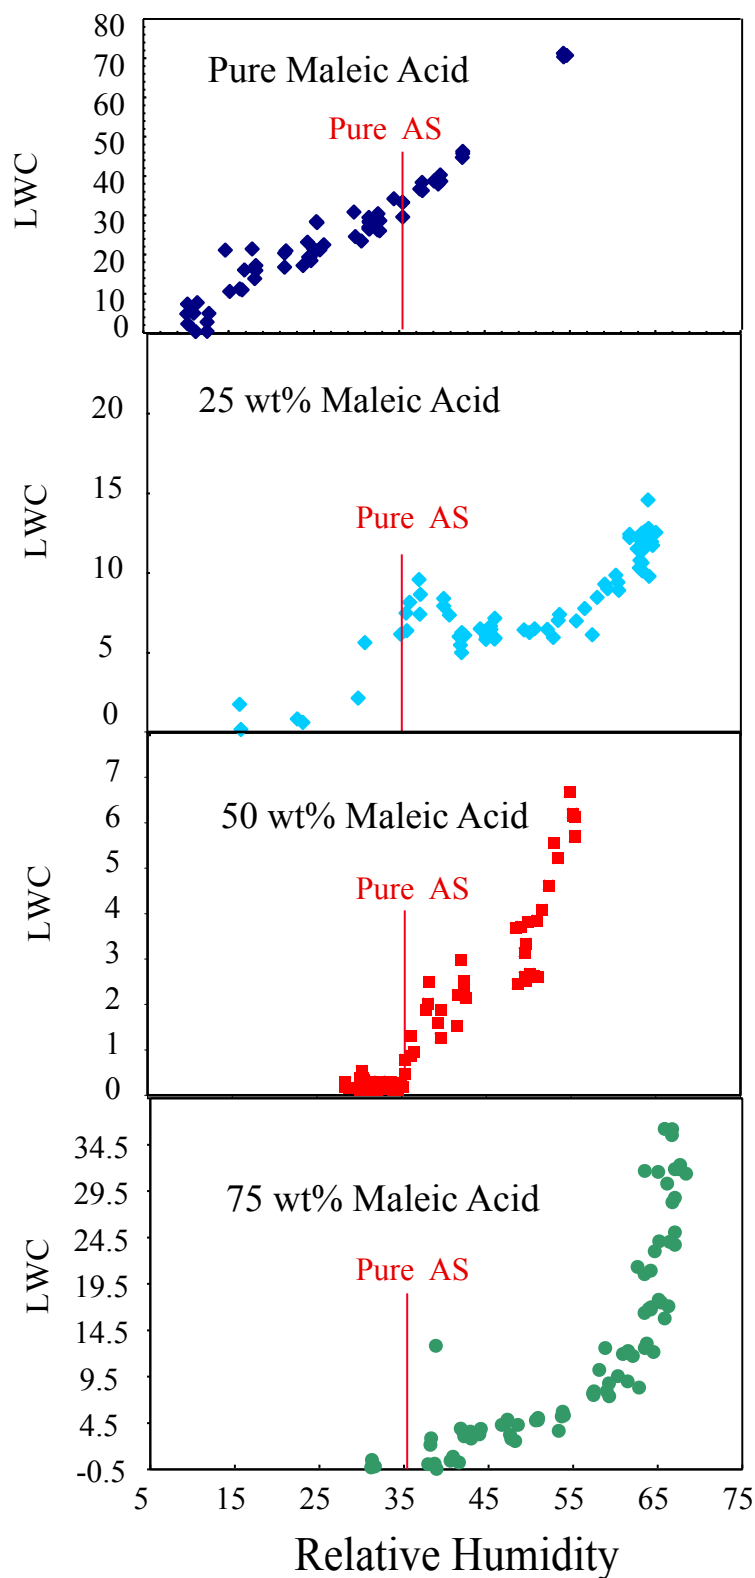 80
70
Pure Maleic Acid
60
Pure AS
50
LWC
40
30
20
10
0
25 wt% Maleic Acid
20
15
LWC
Pure AS
10
5
0
7
50 wt% Maleic Acid
6
5
Pure AS
LWC
4
3
2
1
0
34.5
75 wt% Maleic Acid
29.5
24.5
Pure AS
LWC
19.5
14.5
9.5
4.5
-0.5
5 15 25 35 45 55 65 75
Relative Humidity